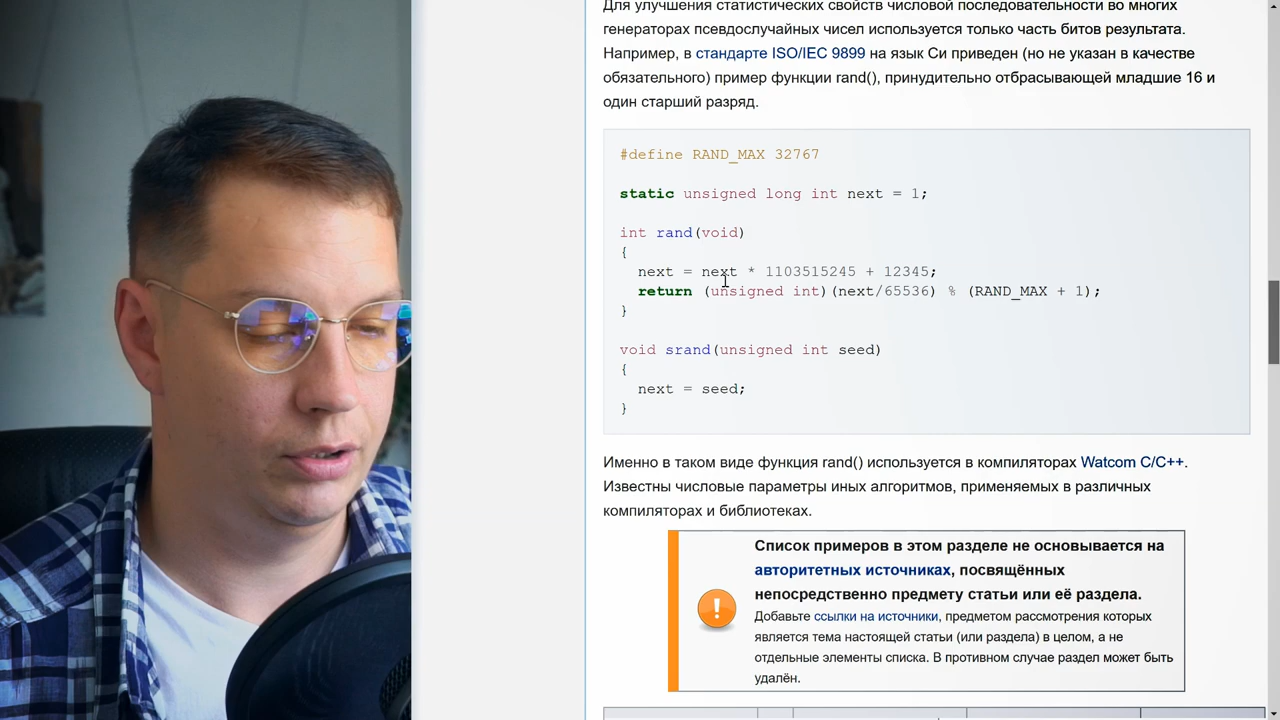 Для улучшения статистических свойств числовой последовательности во многих
генераторах псевдослучайных чисел используется только часть битов результата.
Например, в стандарте ISO/IEC 9899 на язык Си приведен (но не указан в качестве
обязательного) пример функции rand(), принудительно отбрасывающей младшие 16 и
один старший разряд.
#define RAND_MAX 32767
static unsigned long int next = 1;
int rand(void)
{
next = next * 1103515245 + 12345;
return (unsigned int)(next/65536) % (RAND_MAX + 1);
}
void srand(unsigned int seed)
{
next = seed;
}
Именно в таком виде функция rand() используется в компиляторах Watcom C/C++.
Известны числовые параметры иных алгоритмов, применяемых в различных
компиляторах и библиотеках.
Список примеров в этом разделе не основывается на
авторитетных источниках, посвящённых
непосредственно предмету статьи или её раздела.
Добавьте ссылки на источники, предметом рассмотрения которых
является тема настоящей статьи (или раздела) в целом, а не
отдельные элементы списка. В противном случае раздел может быть
удалён.